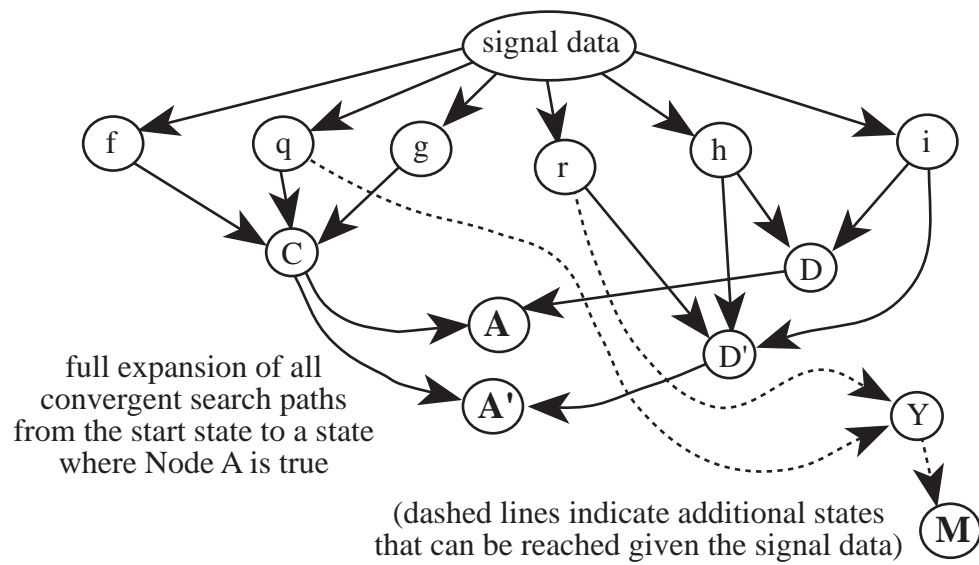 signal data
f
q
g
r
h
i
C
D
A
D'
A'
Y
M
full expansion of all
convergent search paths
from the start state to a state
where Node A is true
(dashed lines indicate additional states
that can be reached given the signal data)